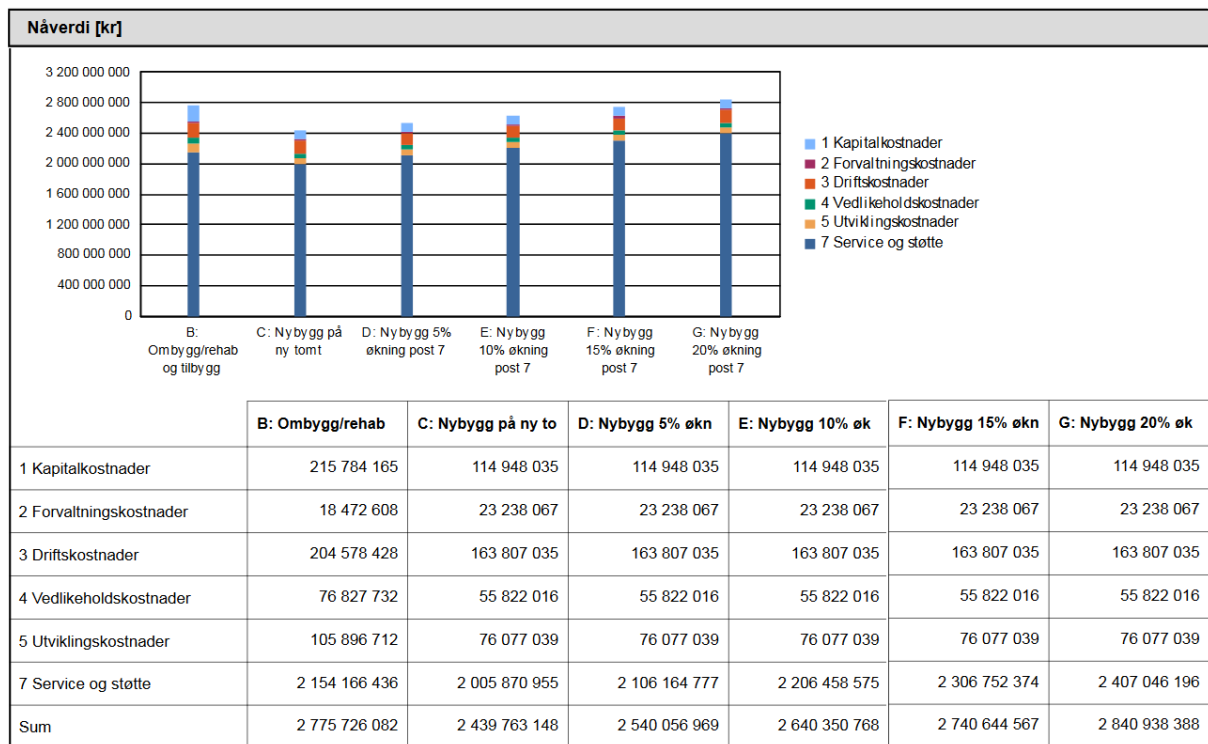 Nåverdi [kr]
3 200 000 000
2 800 000 000
2 400 000 000
2 000 000 000
1 600 000 000
1 200 000 000
800 000 000
400 000 000
0
B:
Ombygg/rehab
og tilbygg
C: Nybygg på
ny tomt
D: Nybygg 5%
økning post 7
E: Nybygg
10% økning
post 7
F: Nybygg
15% økning
post 7
G: Nybygg
20% økning
post 7
1 Kapitalkostnader
2 Forvaltningskostnader
3 Driftskostnader
4 Vedlikeholdskostnader
5 Utviklingskostnader
7 Service og støtte
B: Ombygg/rehab C: Nybygg på ny to D: Nybygg 5% økn E: Nybygg 10% øk F: Nybygg 15% økn G: Nybygg 20% øk
1 Kapitalkostnader 215 784 165 114 948 035 114 948 035 114 948 035 114 948 035 114 948 035
2 Forvaltningskostnader 18 472 608 23 238 067 23 238 067 23 238 067 23 238 067 23 238 067
3 Driftskostnader 204 578 428 163 807 035 163 807 035 163 807 035 163 807 035 163 807 035
4 Vedlikeholdskostnader 76 827 732 55 822 016 55 822 016 55 822 016 55 822 016 55 822 016
5 Utviklingskostnader 105 896 712 76 077 039 76 077 039 76 077 039 76 077 039 76 077 039
7 Service og støtte 2 154 166 436 2 005 870 955 2 106 164 777 2 206 458 575 2 306 752 374 2 407 046 196
Sum 2 775 726 082 2 439 763 148 2 540 056 969 2 640 350 768 2 740 644 567 2 840 938 388